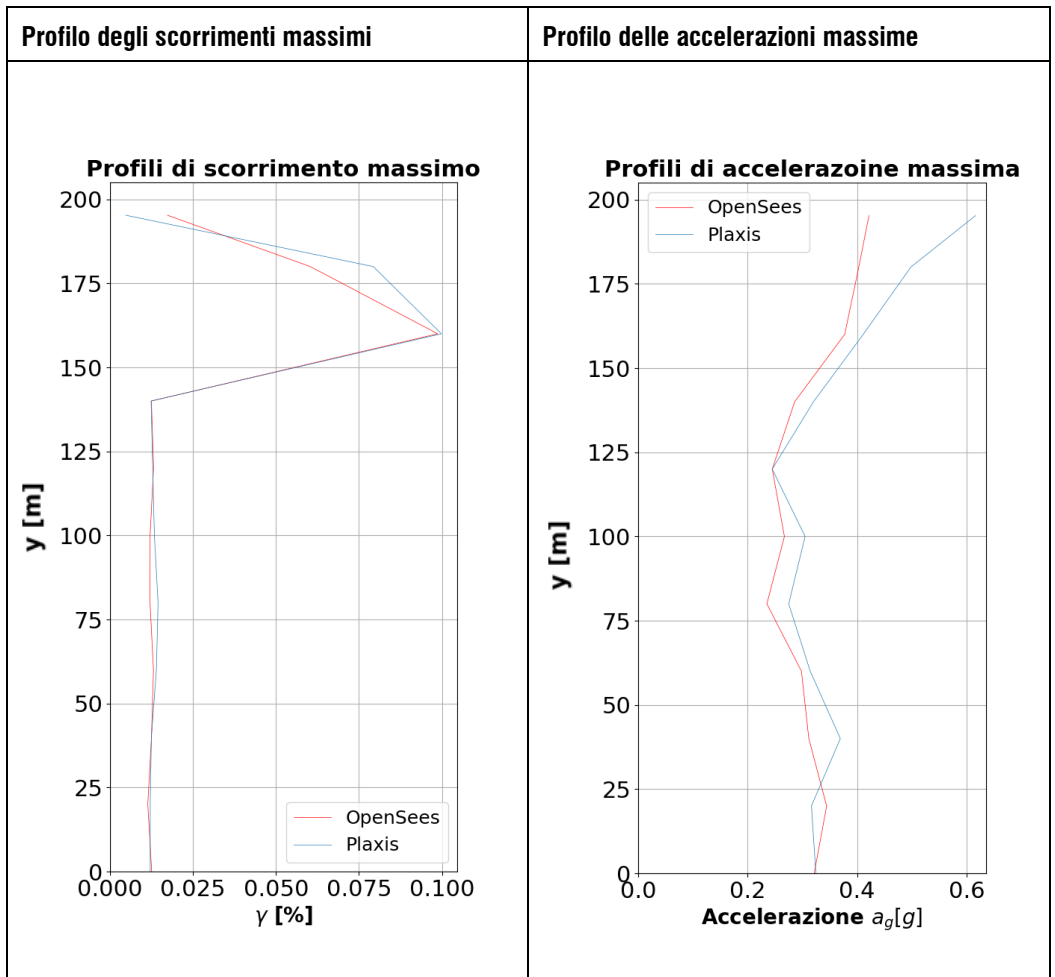 Profilo degli scorrimenti massimi
Profilo delle accelerazioni massime
Profili di scorrimento massimo
200
175
150
125
100
75
50
25
0
y [m]
0.000 0.025 0.050 0.075 0.100
γ [%]
OpenSees
Plaxis
Profili di accelerazoine massima
OpenSees
Plaxis
200
175
150
125
100
75
50
25
0
y [m]
0.0 0.2 0.4 0.6
Accelerazione a_g[g]